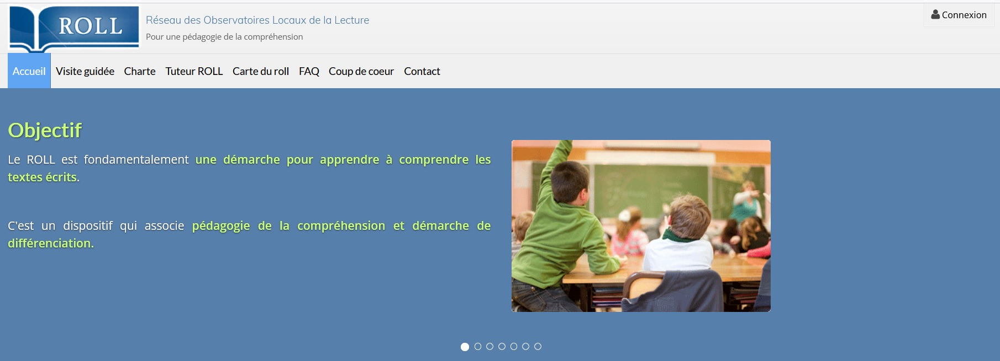 ROLL
Réseau des Observatoires Locaux de la Lecture
Pour une pédagogie de la compréhension
Connexion
Accueil Visite guidée Charte Tuteur ROLL Carte du roll FAQ Coup de coeur Contact
Objectif
Le ROLL est fondamentalement une démarche pour apprendre à comprendre les
textes écrits.
C'est un dispositif qui associe pédagogie de la compréhension et démarche de
différenciation.